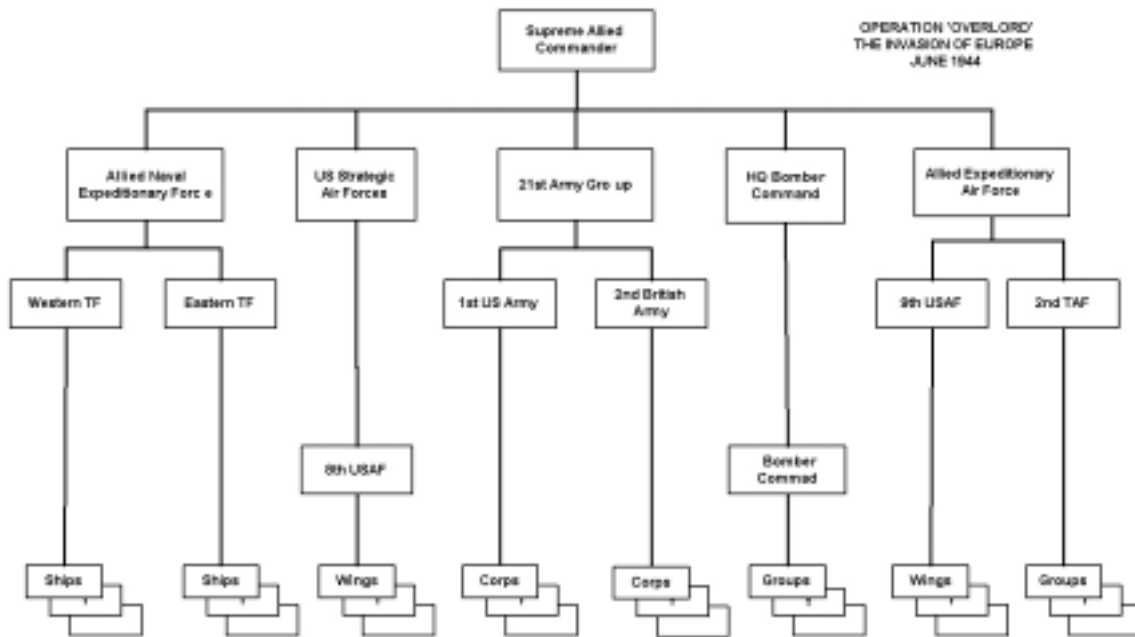 Supreme Allied
Commander
OPERATION 'OVERLORD'
THE INVASION OF EUROPE
JUNE 1944
Allied Naval
Expeditionary Forc e
US Strategic
Air Forces
21st Army Gro up
HQ Bomber
Command
Allied Expeditionary
Air Force
Western TF
Eastern TF
1st US Army
2nd British
Army
9th USAF
2nd TAF
8th USAF
Bomber
Commad
Ships
Ships
Wings
Corps
Corps
Groups
Wings
Groups